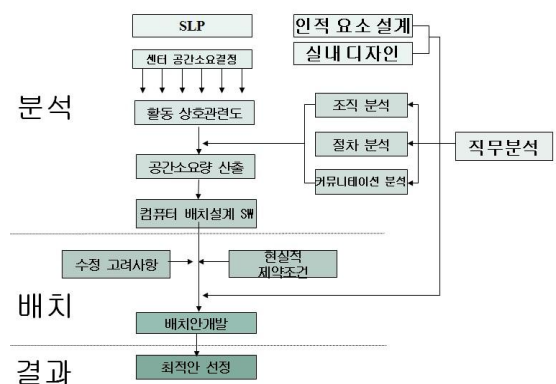 SLP
인적 요소 설계
실내 디자인
센터 공간소요결정
분석
활동 상호관련도
조직 분석
절차 분석
직무분석
공간소요량 산출
커뮤니테이션 분석
컴퓨터 배치설계 SW
수정 고려사항
현실적
제약조건
배치
배치안개발
결과
최적안 선정